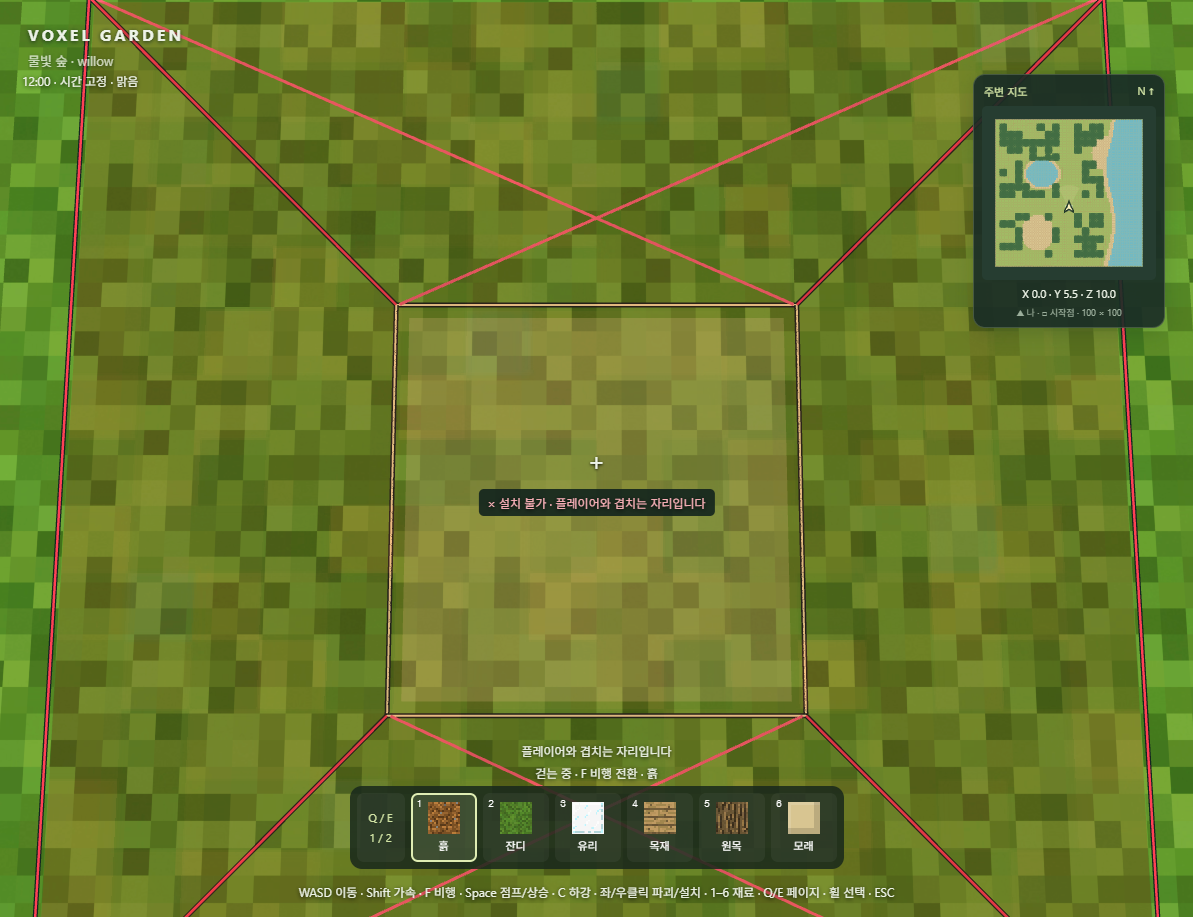 VOXEL GARDEN
물빛 숲 · willow
12:00 · 시간 고정 · 맑음
주변 지도 N ↑
X 0.0 · Y 5.5 · Z 10.0
▲ 나 · □ 시작점 · 100 × 100
× 설치 불가 · 플레이어와 겹치는 자리입니다
플레이어와 겹치는 자리입니다
걷는 중 · F 비행 전환 · 흙
Q / E
1 / 2
1 2 3 4 5 6
흙 잔디 유리 목재 원목 모래
WASD 이동 · Shift 가속 · F 비행 · Space 점프/상승 · C 하강 · 좌/우클릭 파괴/설치 · 1–6 재료 · Q/E 페이지 · 휠 선택 · ESC